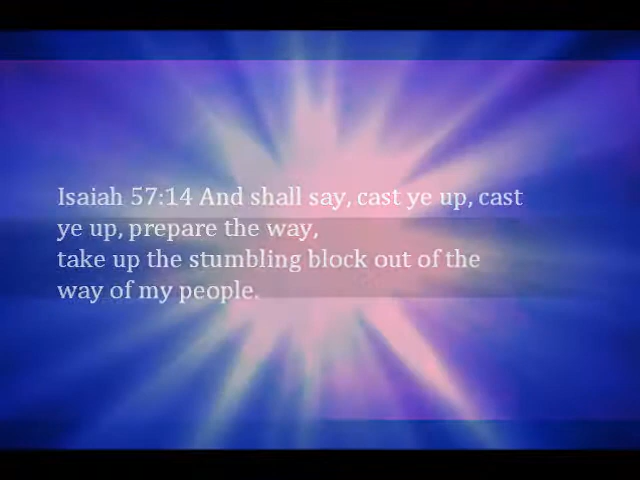 Isaiah 57:14 And shall say, cast ye up, cast
ye up, prepare the way,
take up the stumbling block out of the
way of my people.